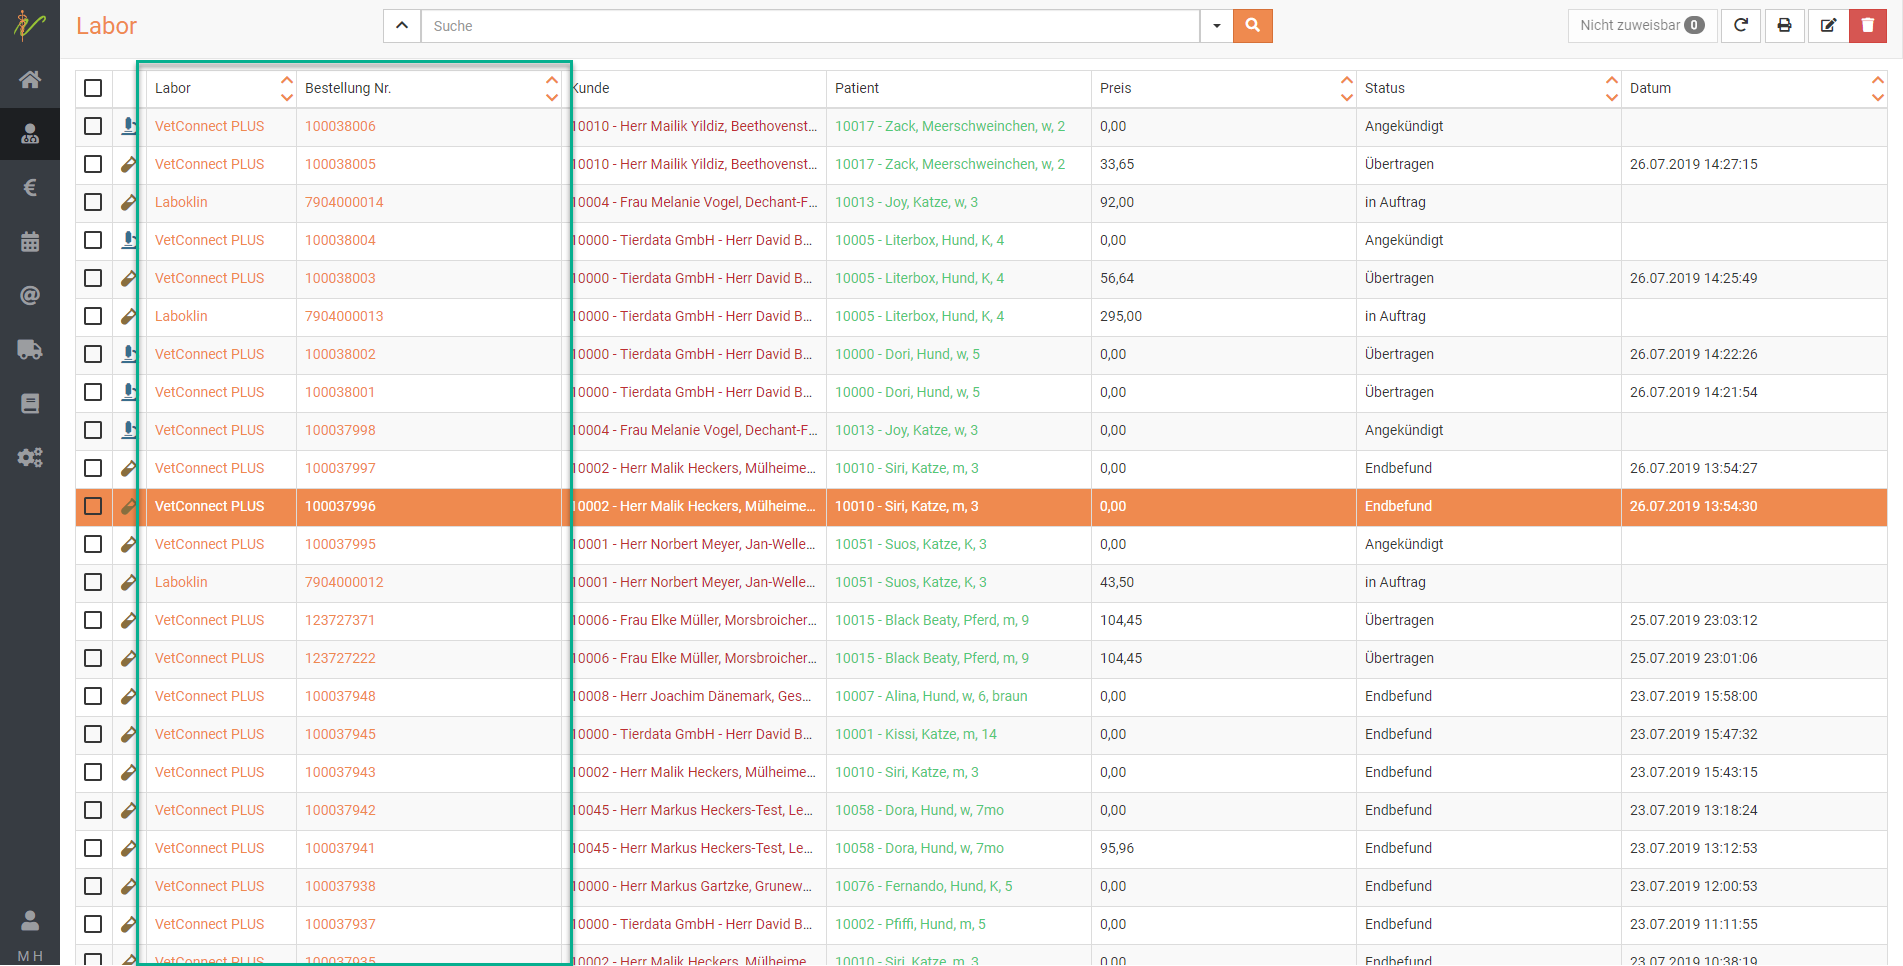 Labor
Suche
Nicht zuweisbar 0
Labor Bestellung Nr. Kunde Patient Preis Status Datum
VetConnect PLUS 100038006 10010 - Herr Mailik Yildiz, Beethovenst... 10017 - Zack, Meerschweinchen, w, 2 0,00 Angekündigt
VetConnect PLUS 100038005 10010 - Herr Mailik Yildiz, Beethovenst... 10017 - Zack, Meerschweinchen, w, 2 33,65 Übertragen 26.07.2019 14:27:15
Laboklin 7904000014 10004 - Frau Melanie Vogel, Dechant-F... 10013 - Joy, Katze, w, 3 92,00 in Auftrag
VetConnect PLUS 100038004 10000 - Tierdata GmbH - Herr David B... 10005 - Literbox, Hund, K, 4 0,00 Angekündigt
VetConnect PLUS 100038003 10000 - Tierdata GmbH - Herr David B... 10005 - Literbox, Hund, K, 4 56,64 Übertragen 26.07.2019 14:25:49
Laboklin 7904000013 10000 - Tierdata GmbH - Herr David B... 10005 - Literbox, Hund, K, 4 295,00 in Auftrag
VetConnect PLUS 100038002 10000 - Tierdata GmbH - Herr David B... 10000 - Dori, Hund, w, 5 0,00 Übertragen 26.07.2019 14:22:26
VetConnect PLUS 100038001 10000 - Tierdata GmbH - Herr David B... 10000 - Dori, Hund, w, 5 0,00 Übertragen 26.07.2019 14:21:54
VetConnect PLUS 100037998 10004 - Frau Melanie Vogel, Dechant-F... 10013 - Joy, Katze, w, 3 0,00 Angekündigt
VetConnect PLUS 100037997 10002 - Herr Malik Heckers, Mülheime... 10010 - Siri, Katze, m, 3 0,00 Endbefund 26.07.2019 13:54:27
VetConnect PLUS 100037996 10002 - Herr Malik Heckers, Mülheime... 10010 - Siri, Katze, m, 3 0,00 Endbefund 26.07.2019 13:54:30
VetConnect PLUS 100037995 10001 - Herr Norbert Meyer, Jan-Welle... 10051 - Suos, Katze, K, 3 0,00 Angekündigt
Laboklin 7904000012 10001 - Herr Norbert Meyer, Jan-Welle... 10051 - Suos, Katze, K, 3 43,50 in Auftrag
VetConnect PLUS 123727371 10006 - Frau Elke Müller, Morsbroicher... 10015 - Black Beaty, Pferd, m, 9 104,45 Übertragen 25.07.2019 23:03:12
VetConnect PLUS 123727222 10006 - Frau Elke Müller, Morsbroicher... 10015 - Black Beaty, Pferd, m, 9 104,45 Übertragen 25.07.2019 23:01:06
VetConnect PLUS 100037948 10008 - Herr Joachim Dänemark, Ges... 10007 - Alina, Hund, w, 6, braun 0,00 Endbefund 23.07.2019 15:58:00
VetConnect PLUS 100037945 10000 - Tierdata GmbH - Herr David B... 10001 - Kissi, Katze, m, 14 0,00 Endbefund 23.07.2019 15:47:32
VetConnect PLUS 100037943 10002 - Herr Malik Heckers, Mülheime... 10010 - Siri, Katze, m, 3 0,00 Endbefund 23.07.2019 15:43:15
VetConnect PLUS 100037942 10045 - Herr Markus Heckers-Test, Le... 10058 - Dora, Hund, w, 7mo 0,00 Endbefund 23.07.2019 13:18:24
VetConnect PLUS 100037941 10045 - Herr Markus Heckers-Test, Le... 10058 - Dora, Hund, w, 7mo 95,96 Endbefund 23.07.2019 13:12:53
VetConnect PLUS 100037938 10000 - Herr Markus Gartzke, Grunew... 10076 - Fernando, Hund, K, 5 0,00 Endbefund 23.07.2019 12:00:53
VetConnect PLUS 100037937 10000 - Tierdata GmbH - Herr David B... 10002 - Pfiffi, Hund, m, 5 0,00 Endbefund 23.07.2019 11:11:55
VetConnect PLUS 100037935 10002 - Herr Malik Heckers, Mülheime... 10010 - Siri, Katze, m, 3 0,00 Endbefund 23.07.2019 10:38:19
M H